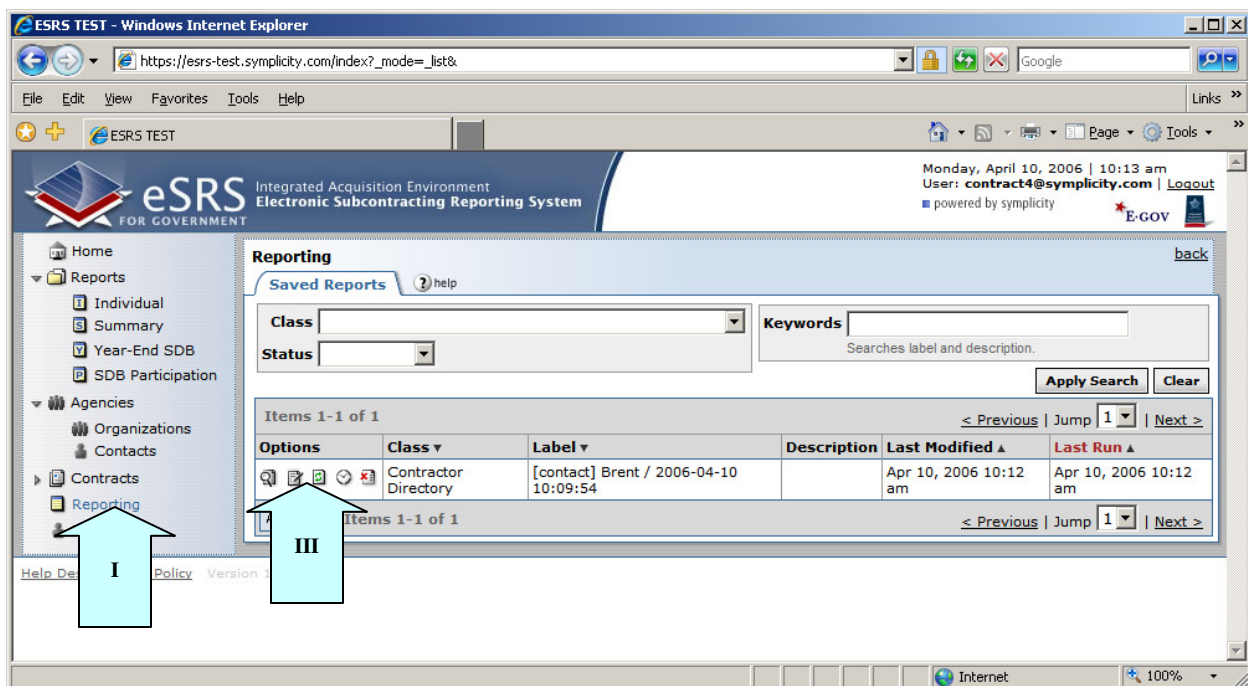 ESRS TEST - Windows Internet Explorer
https://esrs-test.symplicity.com/index?_mode=_list&
Google
File Edit View Favorites Tools Help
Links »
ESRS TEST
Page Tools »
eSRS
FOR GOVERNMENT
Integrated Acquisition Environment
Electronic Subcontracting Reporting System
Monday, April 10, 2006 | 10:13 am
User: contract4@symplicity.com | Logout
powered by symplicity
E-GOV
Home
Reports
I Individual
S Summary
Y Year-End SDB
P SDB Participation
Agencies
Organizations
Contacts
Contracts
Reporting
Reporting
back
Saved Reports
? help
Class
Status
Keywords
Searches label and description.
Apply Search Clear
Items 1-1 of 1
< Previous | Jump 1 | Next >
Options Class Label Description Last Modified Last Run
Contractor Directory
[contact] Brent / 2006-04-10
10:09:54
Apr 10, 2006 10:12
am
Apr 10, 2006 10:12
am
Items 1-1 of 1
< Previous | Jump 1 | Next >
I
III
Help Policy Version
Internet 100%